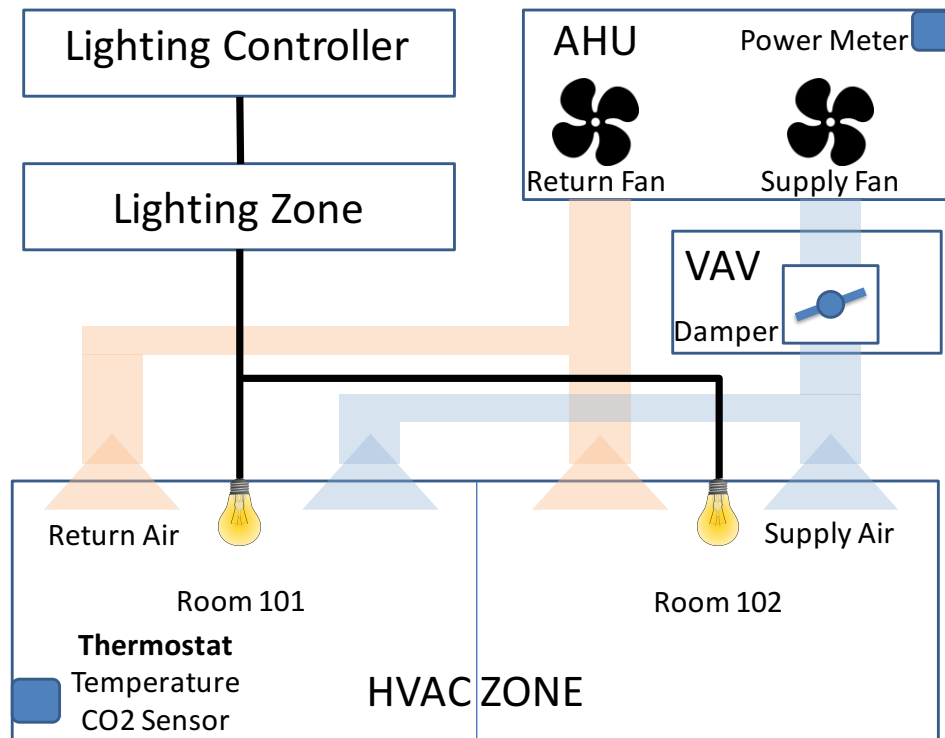 Lighting Controller
AHU
Power Meter
Return Fan
Supply Fan
Lighting Zone
VAV
Damper
Return Air
Supply Air
Room 101
Room 102
Thermostat
Temperature
CO2 Sensor
HVAC ZONE